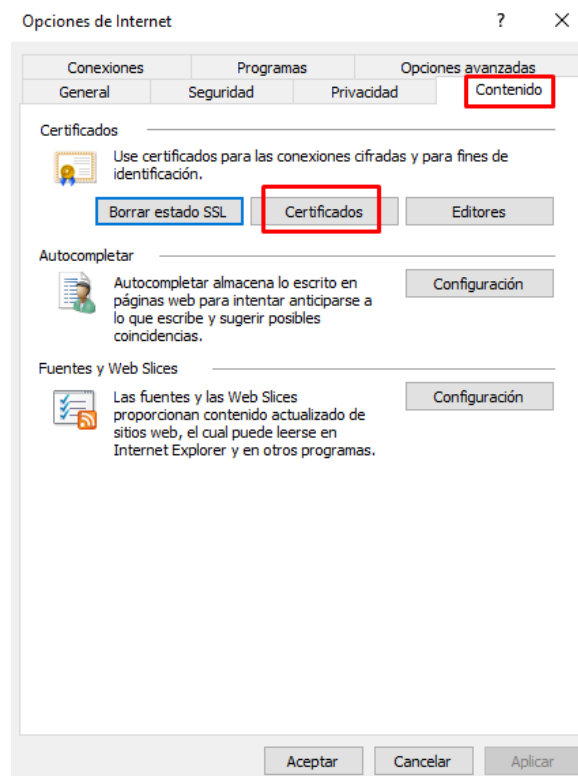 Opciones de Internet
Conexiones Programas Opciones avanzadas
General Seguridad Privacidad Contenido
Certificados
Use certificados para las conexiones cifradas y para fines de
identificación.
Borrar estado SSL Certificados Editores
Autocompletar
Autocompletar almacena lo escrito en
páginas web para intentar anticiparse a
lo que escribe y sugerir posibles
coincidencias.
Configuración
Fuentes y Web Slices
Las fuentes y las Web Slices
proporcionan contenido actualizado de
sitios web, el cual puede leerse en
Internet Explorer y en otros programas.
Configuración
Aceptar Cancelar Aplicar